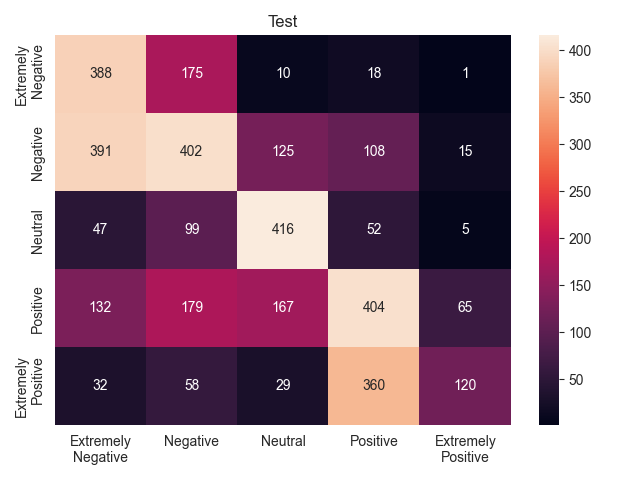 Test
Extremely
Negative
388 175 10 18 1
Negative
391 402 125 108 15
Neutral
47 99 416 52 5
Positive
132 179 167 404 65
Extremely
Positive
32 58 29 360 120
Extremely
Negative
Negative
Neutral
Positive
Extremely
Positive
400
350
300
250
200
150
100
50